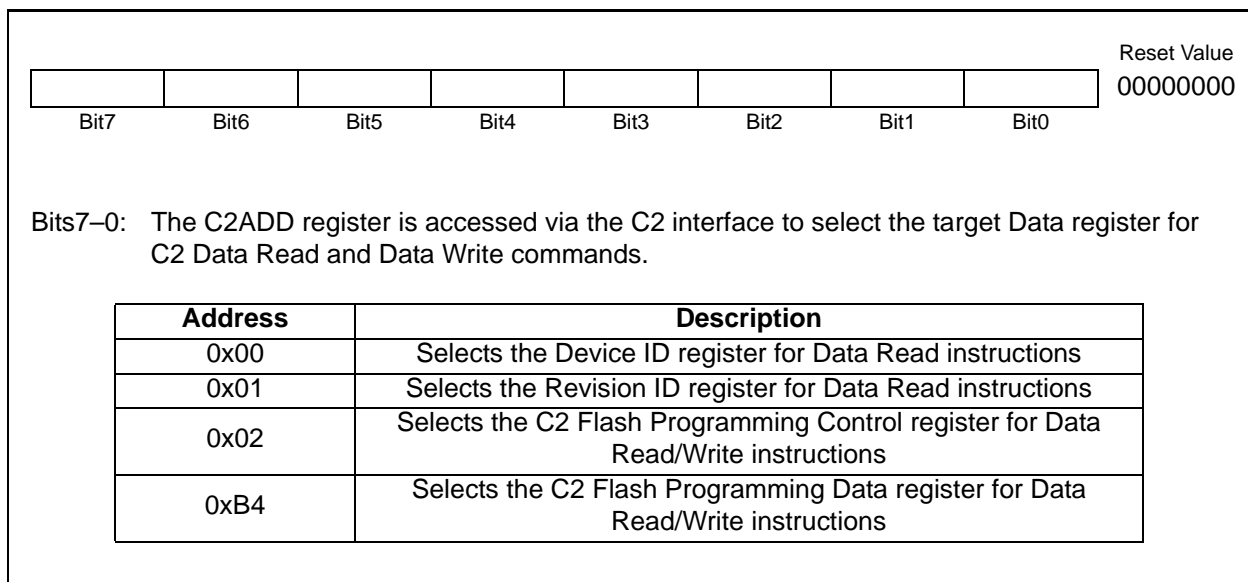 Reset Value
00000000
Bit7 Bit6 Bit5 Bit4 Bit3 Bit2 Bit1 Bit0
Bits7–0: The C2ADD register is accessed via the C2 interface to select the target Data register for
C2 Data Read and Data Write commands.
Address Description
0x00 Selects the Device ID register for Data Read instructions
0x01 Selects the Revision ID register for Data Read instructions
0x02 Selects the C2 Flash Programming Control register for Data
Read/Write instructions
0xB4 Selects the C2 Flash Programming Data register for Data
Read/Write instructions